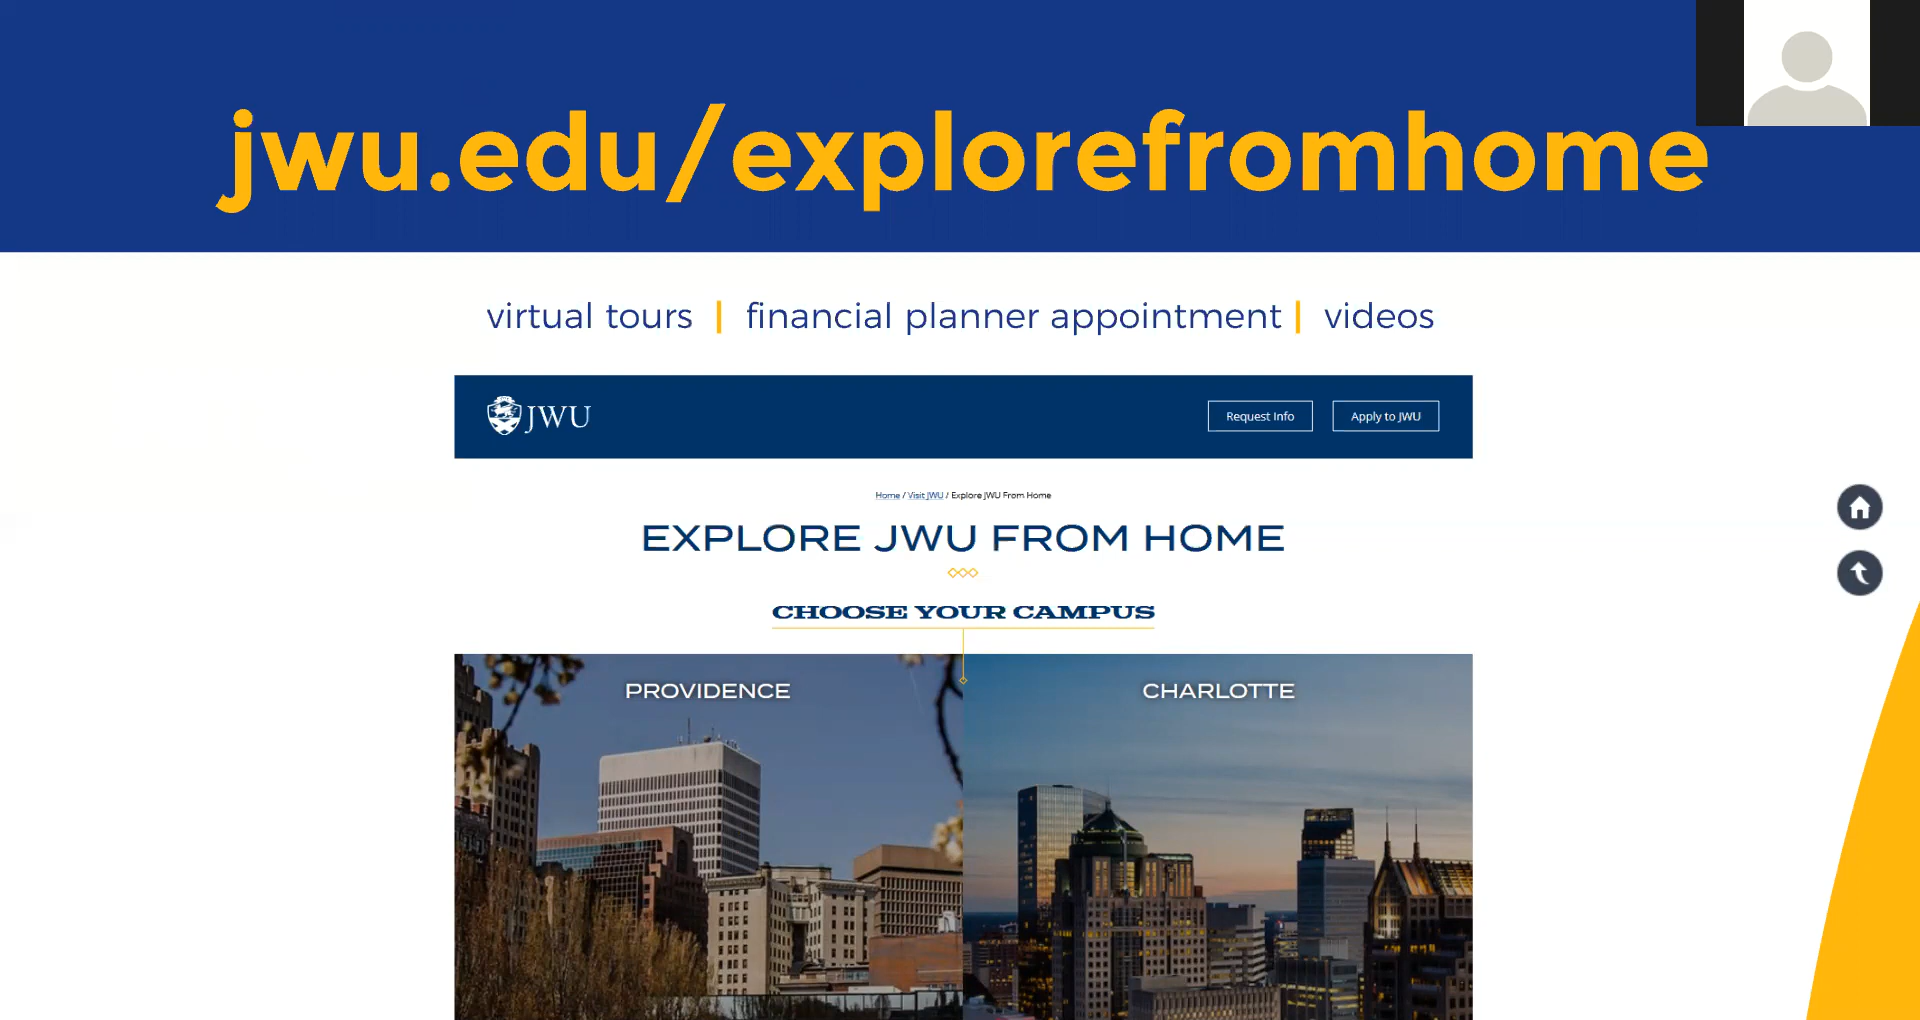 jwu.edu/explorefromhome
virtual tours | financial planner appointment | videos
JWU
Request Info
Apply to JWU
Home / Visit JWU / Explore JWU From Home
EXPLORE JWU FROM HOME
CHOOSE YOUR CAMPUS
PROVIDENCE
CHARLOTTE